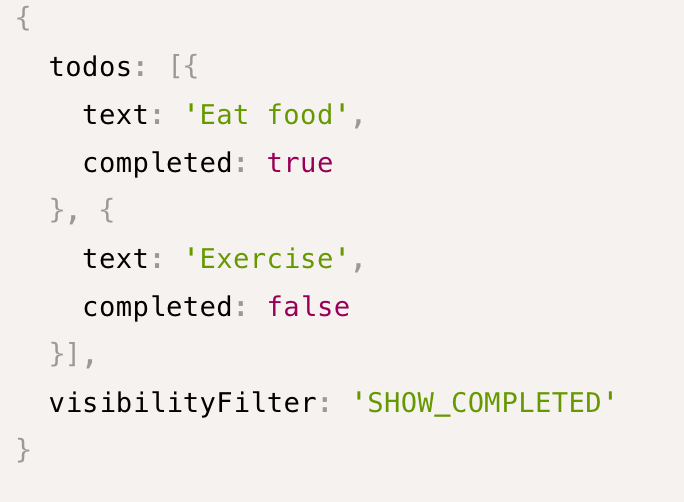 {
  todos: [{
    text: 'Eat food',
    completed: true
  }, {
    text: 'Exercise',
    completed: false
  }],
  visibilityFilter: 'SHOW_COMPLETED'
}